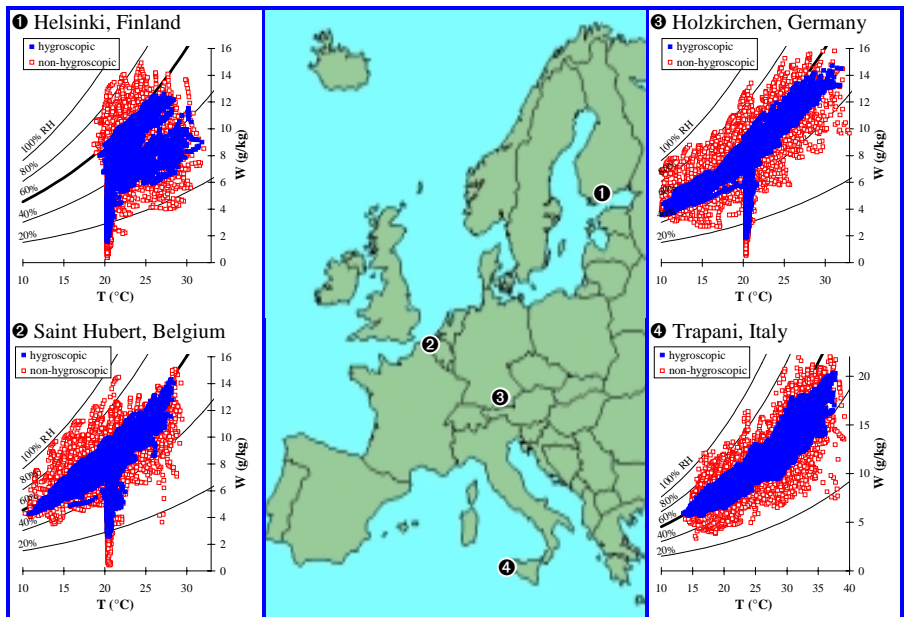 ❶ Helsinki, Finland
hygroscopic
non-hygroscopic
100% RH
80%
60%
40%
20%
16
14
12
10
8
6
4
2
0
W (g/kg)
10 15 20 25 30
T (°C)
❷ Saint Hubert, Belgium
hygroscopic
non-hygroscopic
100% RH
80%
60%
40%
20%
16
14
12
10
8
6
4
2
0
W (g/kg)
10 15 20 25 30
T (°C)
❶
❷
❸
❹
❸ Holzkirchen, Germany
hygroscopic
non-hygroscopic
100% RH
80%
60%
40%
20%
16
14
12
10
8
6
4
2
0
W (g/kg)
10 15 20 25 30
T (°C)
❹ Trapani, Italy
hygroscopic
non-hygroscopic
100% RH
80%
60%
40%
20%
20
15
10
5
0
W (g/kg)
10 15 20 25 30 35 40
T (°C)